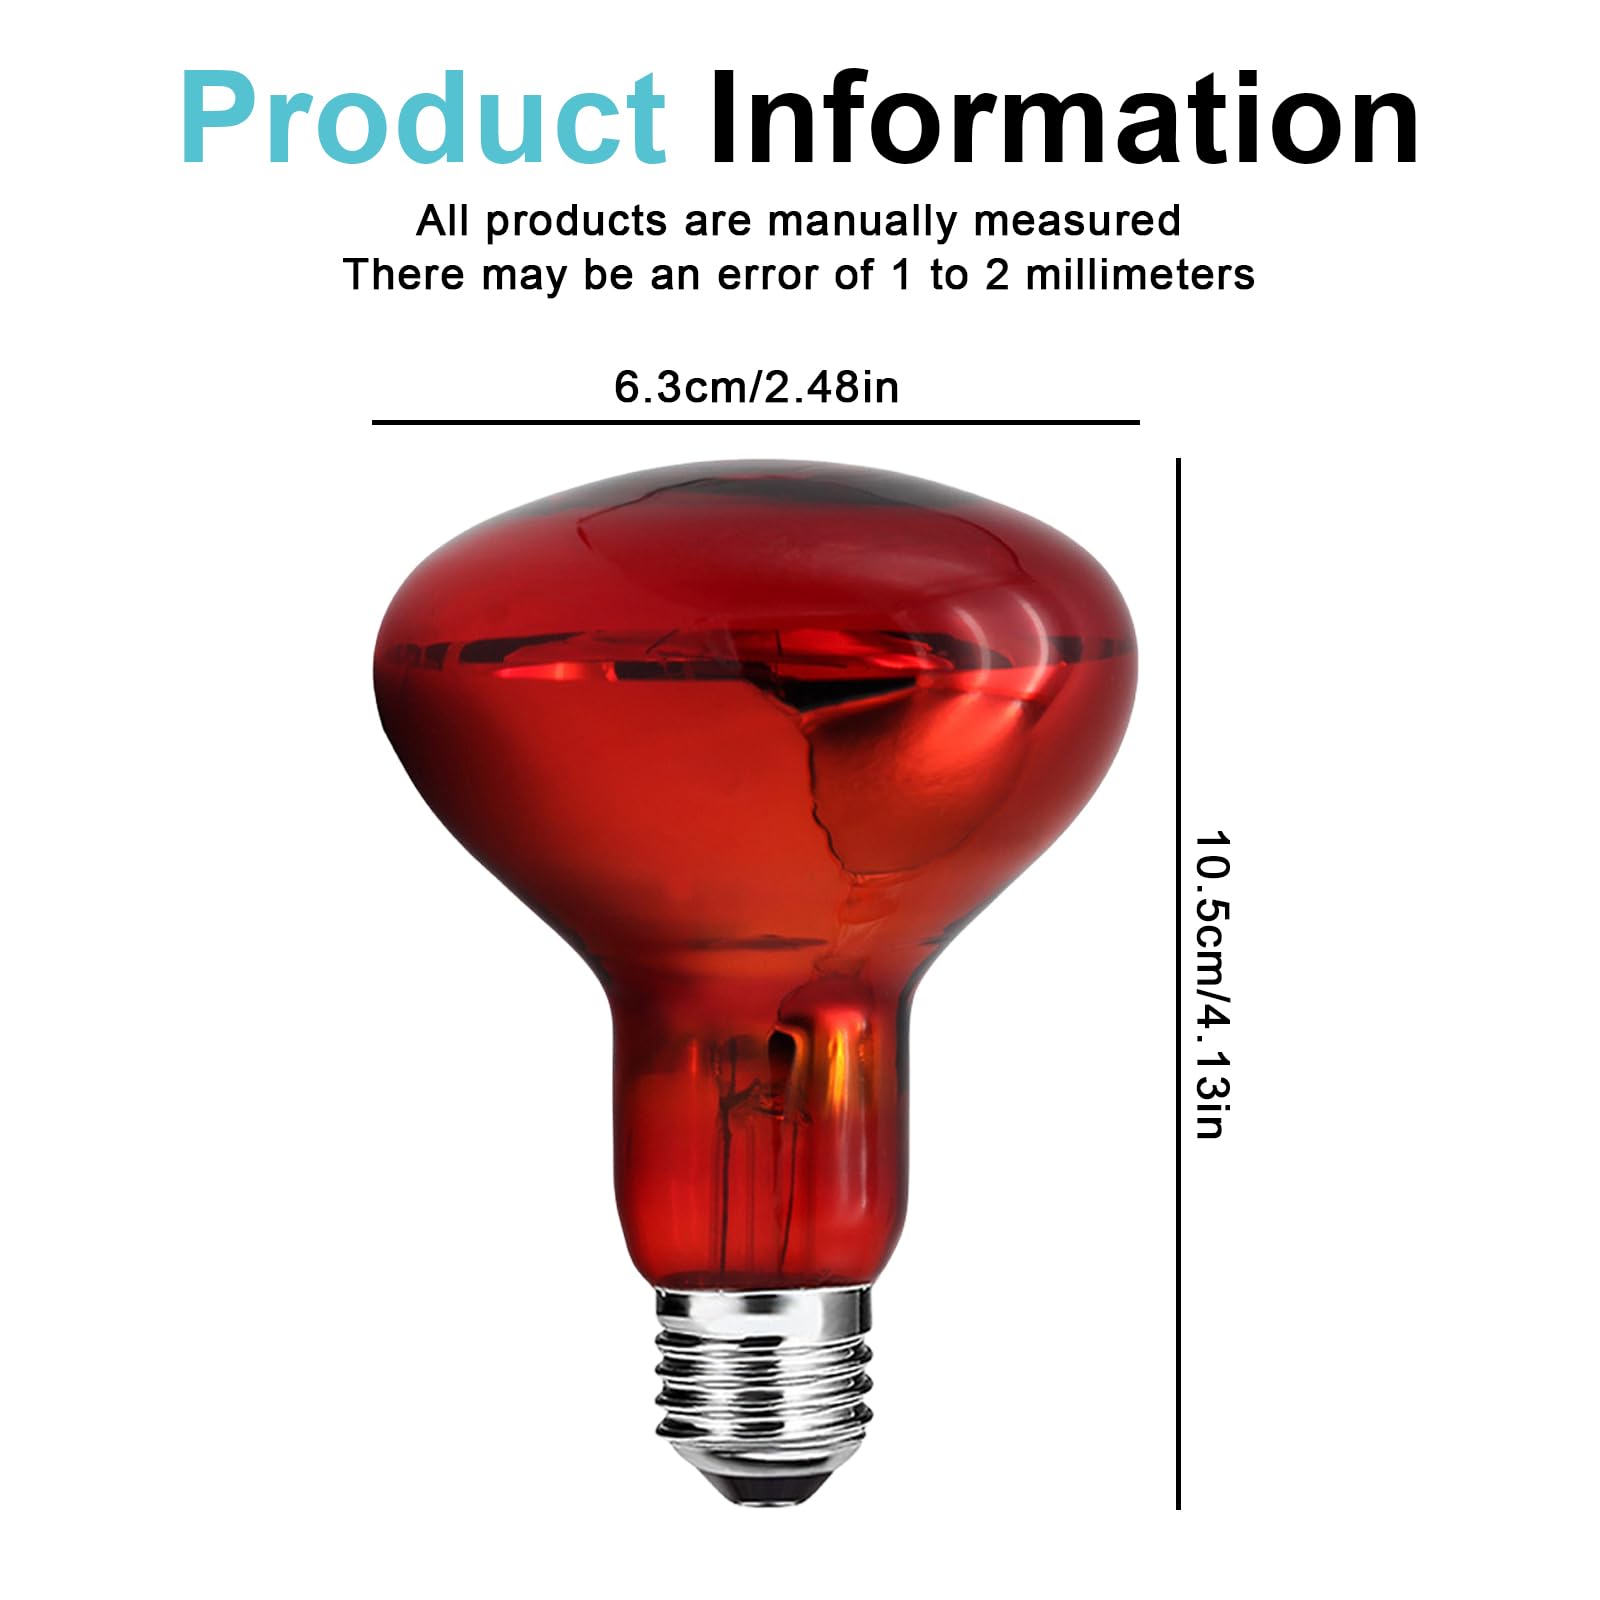 Product Information
All products are manually measured
There may be an error of 1 to 2 millimeters
6.3cm/2.48in
10.5cm/4.13in